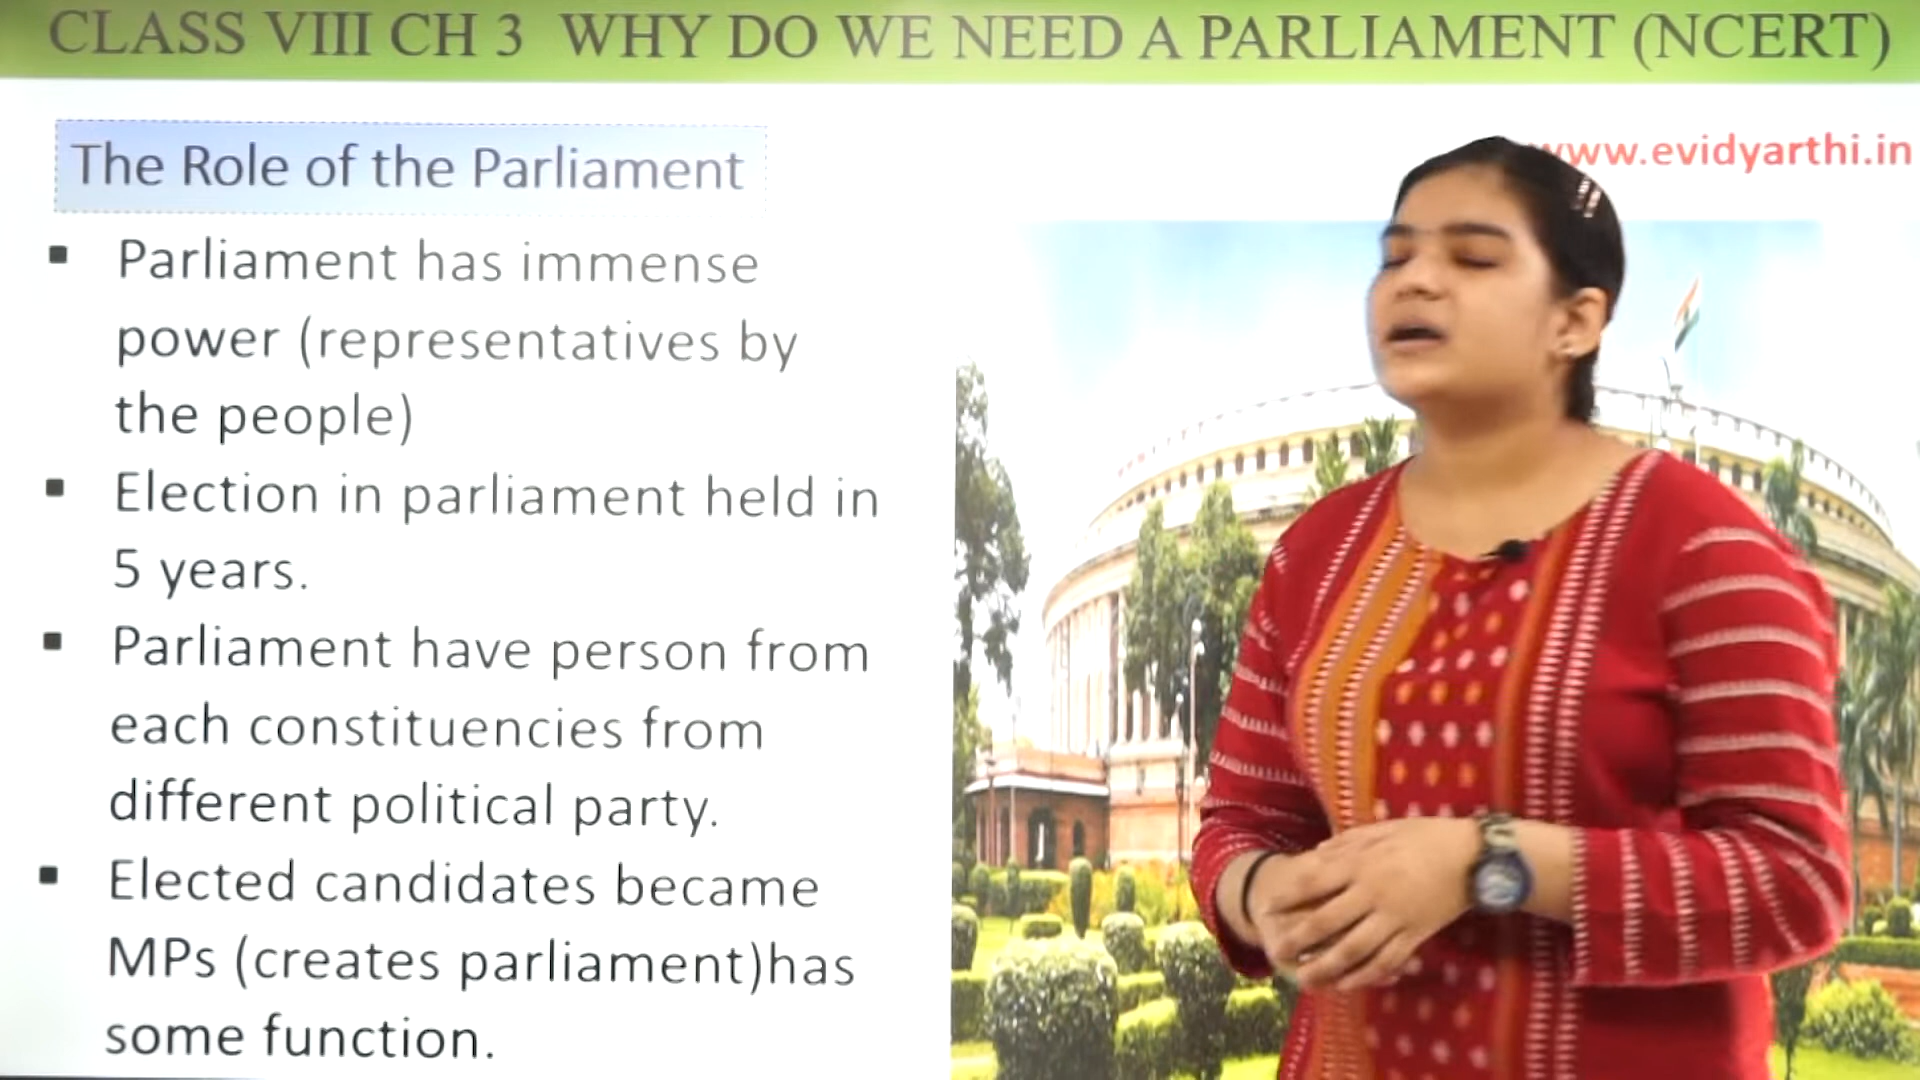 CLASS VIII CH 3 WHY DO WE NEED A PARLIAMENT (NCERT)
The Role of the Parliament
www.evidyarthi.in
▪ Parliament has immense
power (representatives by
the people)
▪ Election in parliament held in
5 years.
▪ Parliament have person from
each constituencies from
different political party.
▪ Elected candidates became
MPs (creates parliament)has
some function.